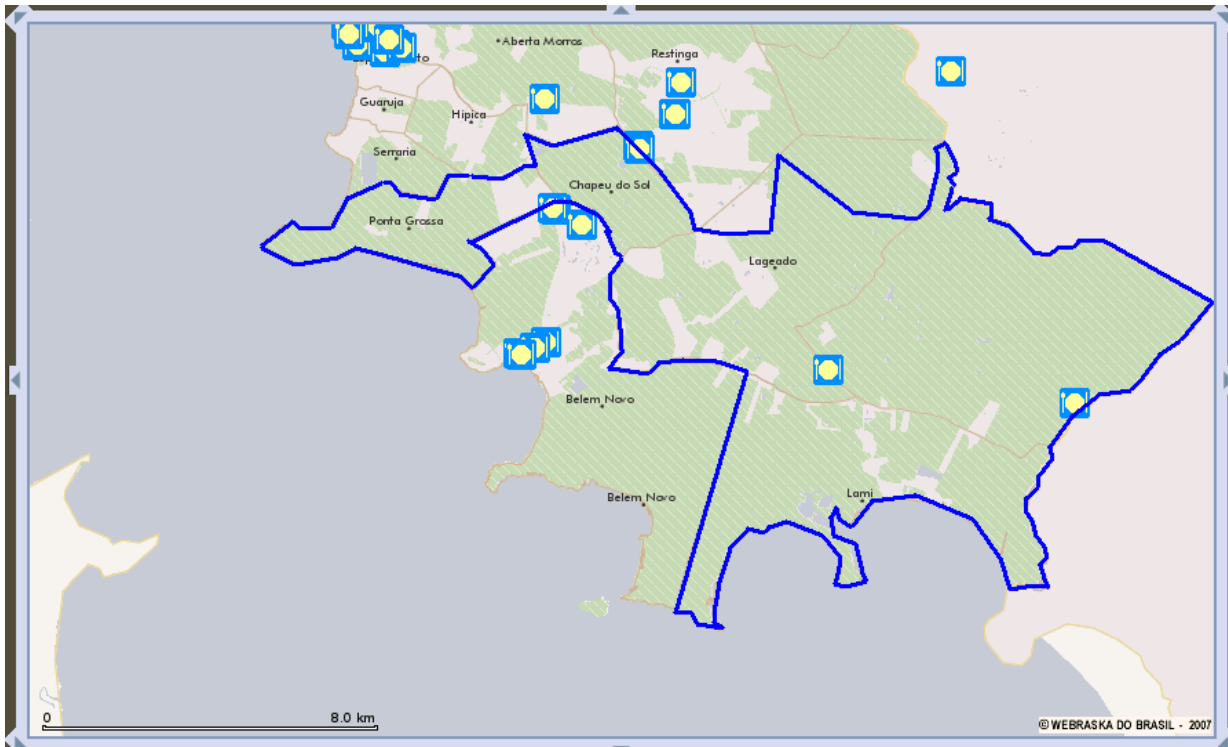 Aberta Morros
Restinga
Guaruja
Hipica
Serraria
Chapeu do Sol
Ponta Grossa
Lageado
Belem Novo
Lami
Belem Novo
0 8.0 km
© WEBRASKA DO BRASIL - 2007